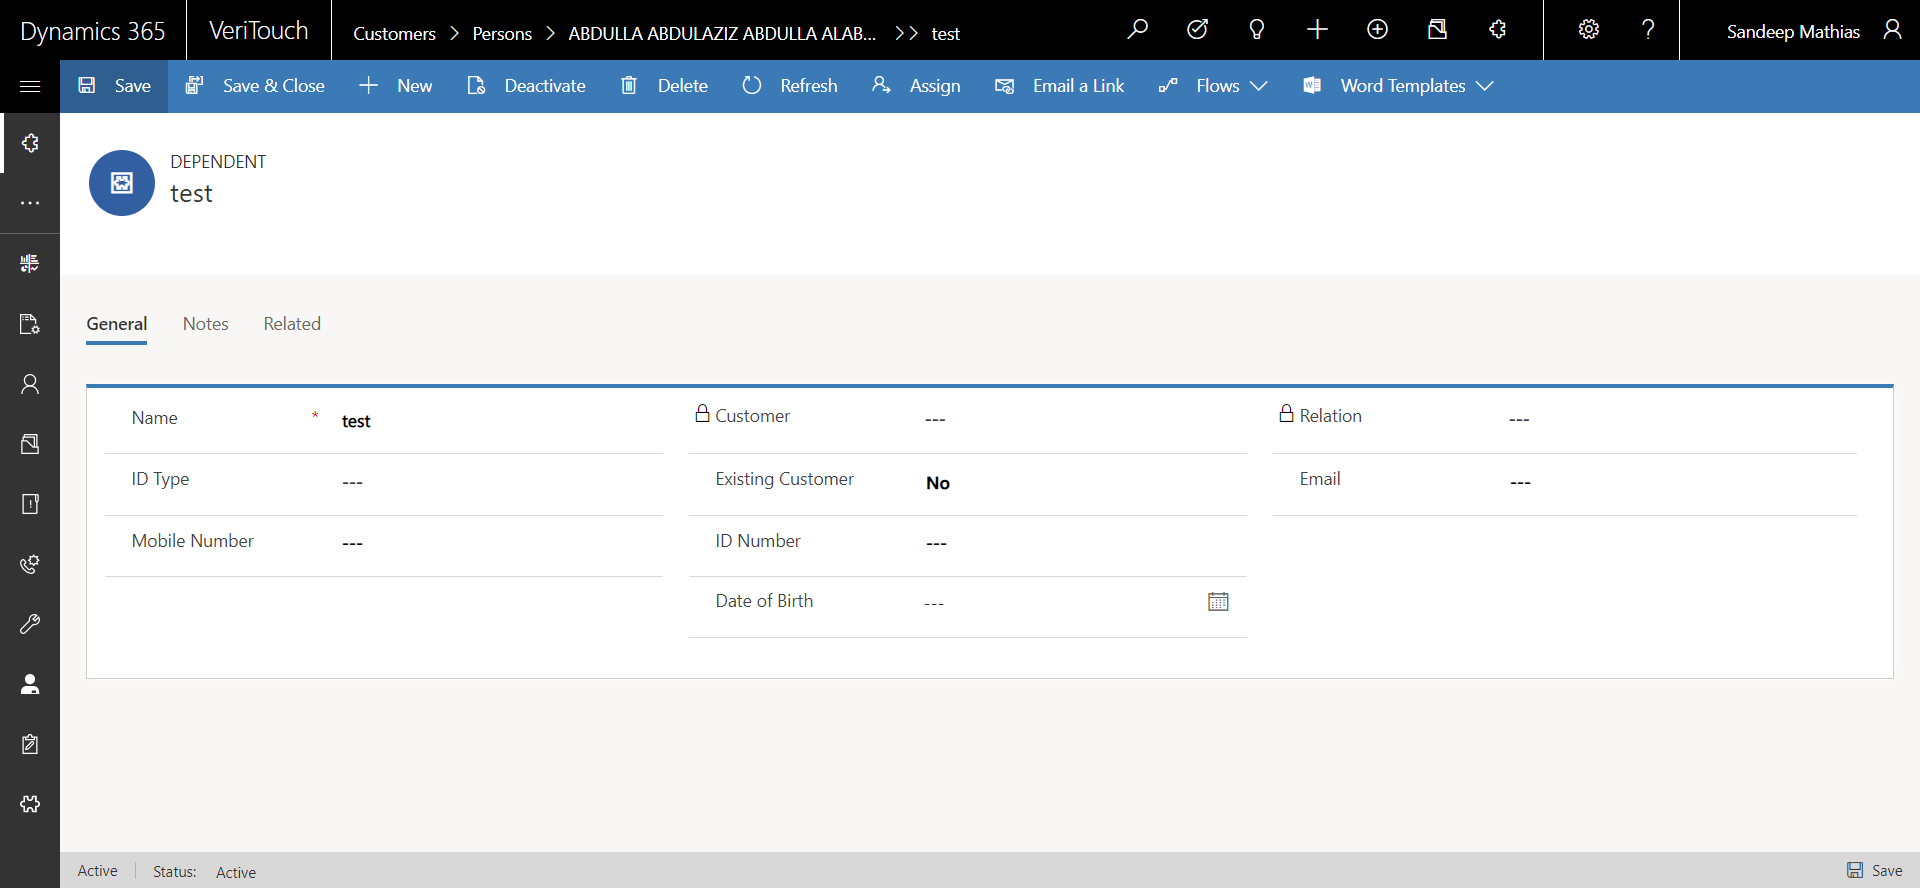 Dynamics 365 VeriTouch Customers > Persons > ABDULLA ABDULAZIZ ABDULLA ALAB... >> test Sandeep Mathias
Save Save & Close New Deactivate Delete Refresh Assign Email a Link Flows Word Templates
DEPENDENT
test
General Notes Related
Name * test Customer --- Relation ---
ID Type --- Existing Customer No Email ---
Mobile Number --- ID Number ---
Date of Birth ---
Active Status: Active Save